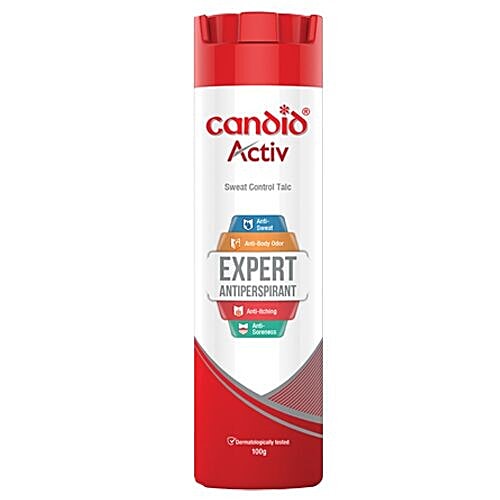 candid®
Activ
Sweat Control Talc
Anti-
Sweat
Anti-Body Odor
EXPERT
ANTIPERSPIRANT
Anti-Itching
Anti-
Soreness
Dermatologically tested
100g